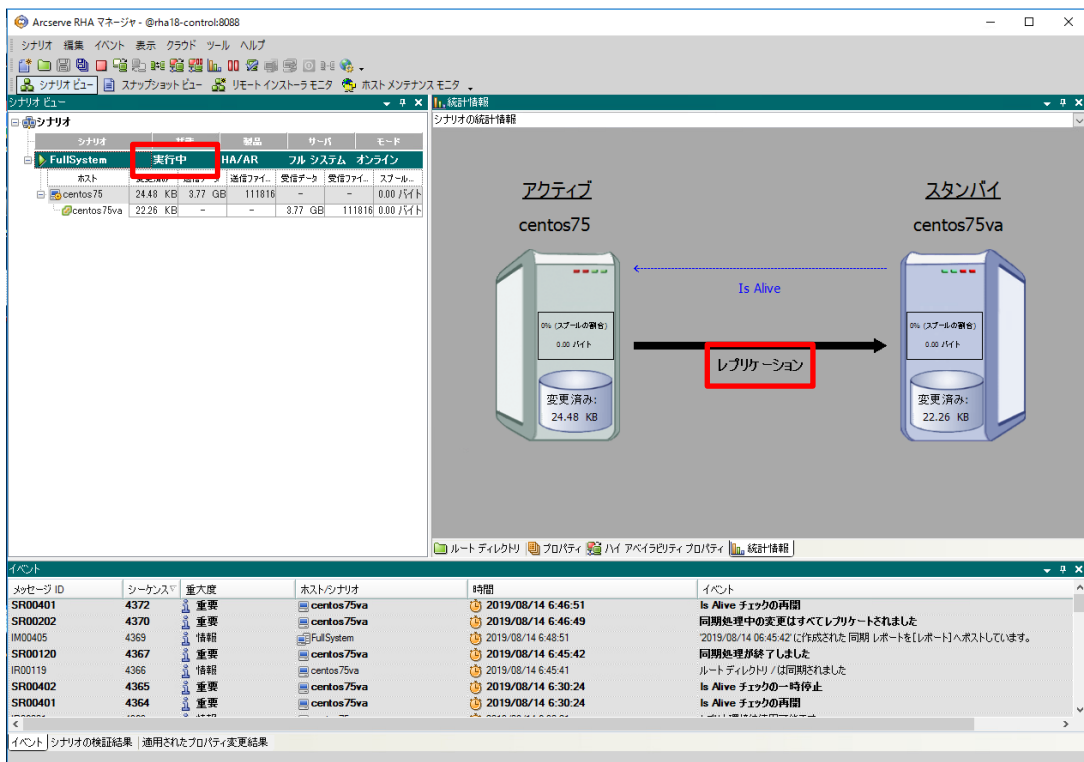 Arcserve RHA マネージャ - @rha18-control:8088
シナリオ 編集 イベント 表示 クラウド ツール ヘルプ
シナリオ ビュー スナップショット ビュー リモート インストーラ モニタ ホスト メンテナンス モニタ
シナリオ ビュー
シナリオ
シナリオ 製品 サーバ モード
FullSystem 実行中 HA/AR フル システム オンライン
ホスト 送信ファイ... 受信データ 受信ファイ... スプール...
centos75 24.48 KB 3.77 GB 111816 - - 0.00 バイト
centos75va 22.26 KB - - 3.77 GB 111816 0.00 バイト
統計情報
シナリオの統計情報
アクティブ スタンバイ
centos75 centos75va
Is Alive
0% (スプールの割合) 0% (スプールの割合)
0.00 バイト 0.00 バイト
レプリケーション
変更済み: 変更済み:
24.48 KB 22.26 KB
ルート ディレクトリ プロパティ ハイ アベイラビリティ プロパティ 統計情報
イベント
メッセージ ID シーケンス 重大度 ホスト/シナリオ 時間 イベント
SR00401 4372 重要 centos75va 2019/08/14 6:46:51 Is Alive チェックの再開
SR00202 4370 重要 centos75va 2019/08/14 6:46:49 同期処理中の変更はすべてレプリケートされました
IM00405 4369 情報 FullSystem 2019/08/14 6:48:51 '2019/08/14 06:45:42' に作成された 同期 レポートを[レポート]へポストしています。
SR00120 4367 重要 centos75va 2019/08/14 6:45:42 同期処理が終了しました
IR00119 4366 情報 centos75va 2019/08/14 6:45:41 ルート ディレクトリ / は同期されました
SR00402 4365 重要 centos75va 2019/08/14 6:30:24 Is Alive チェックの一時停止
SR00401 4364 重要 centos75va 2019/08/14 6:30:24 Is Alive チェックの再開
イベント シナリオの検証結果 適用されたプロパティ変更結果